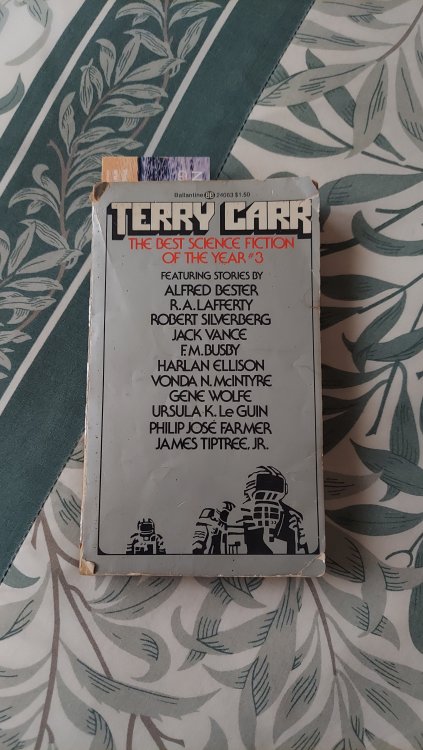 Ballantine BB 24063 $1.50
TERRY CARR
THE BEST SCIENCE FICTION
OF THE YEAR #3
FEATURING STORIES BY
ALFRED BESTER
R.A. LAFFERTY
ROBERT SILVERBERG
JACK VANCE
F.M. BUSBY
HARLAN ELLISON
VONDA N. McINTYRE
GENE WOLFE
URSULA K. Le GUIN
PHILIP JOSÉ FARMER
JAMES TIPTREE, JR.